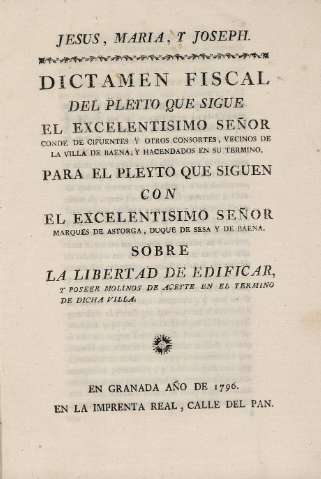 JESUS, MARIA, Y JOSEPH.
DICTAMEN FISCAL
DEL PLEYTO QUE SIGUE
EL EXCELENTISIMO SEÑOR
CONDE DE CIFUENTES Y OTROS CONSORTES, VECINOS DE
LA VILLA DE BAENA, Y HACENDADOS EN SU TERMINO,
PARA EL PLEYTO QUE SIGUEN
CON
EL EXCELENTISIMO SEÑOR
MARQUÉS DE ASTORGA, DUQUE DE SESA Y DE BAENA,
SOBRE
LA LIBERTAD DE EDIFICAR,
Y POSEER MOLINOS DE ACEYTE EN EL TERMINO
DE DICHA VILLA.
EN GRANADA AÑO DE 1796.
EN LA IMPRENTA REAL, CALLE DEL PAN.